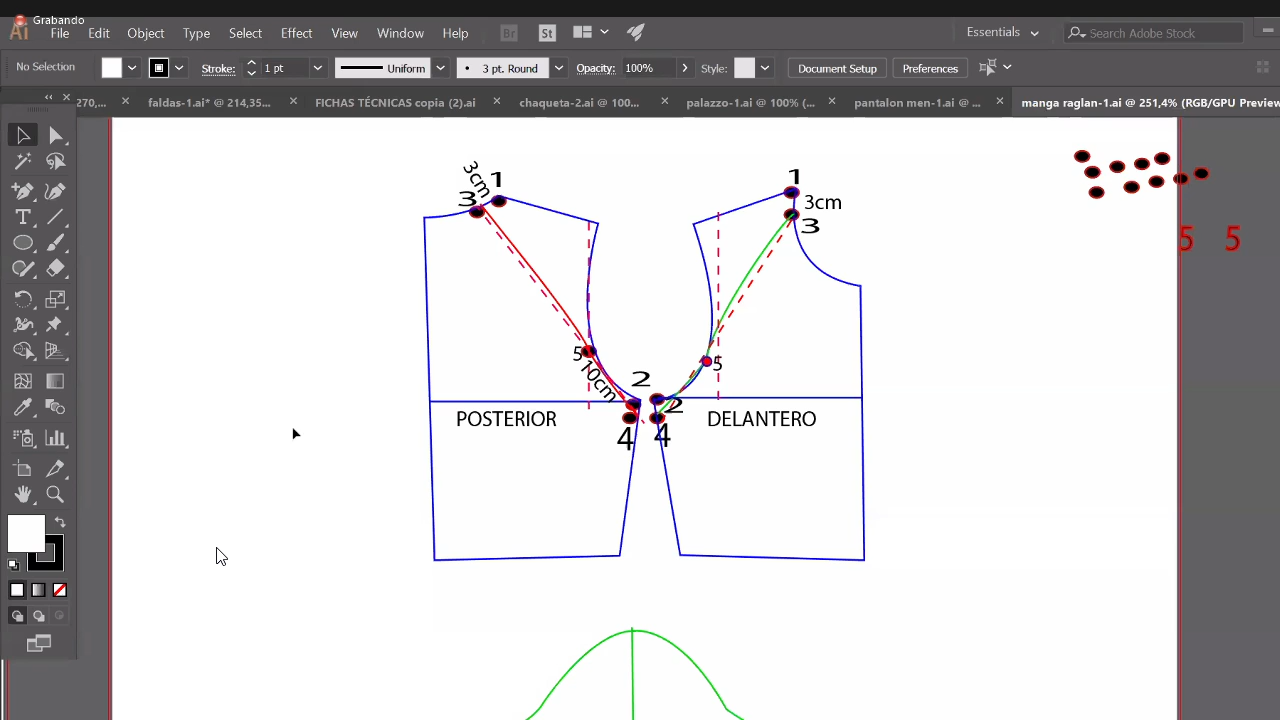 Grabando
Ai File Edit Object Type Select Effect View Window Help Br St Essentials Search Adobe Stock
No Selection Stroke: 1 pt Uniform 3 pt. Round Opacity: 100% Style: Document Setup Preferences
270,... × faldas-1.ai* @ 214,35... × FICHAS TÉCNICAS copia (2).ai × chaqueta-2.ai @ 100... × palazzo-1.ai @ 100% (... × pantalon men-1.ai @ ... × manga raglan-1.ai @ 251,4% (RGB/GPU Preview
3cm 1 1
3 3cm
3
5 5
5 5
10cm 2
2
POSTERIOR DELANTERO
4 4